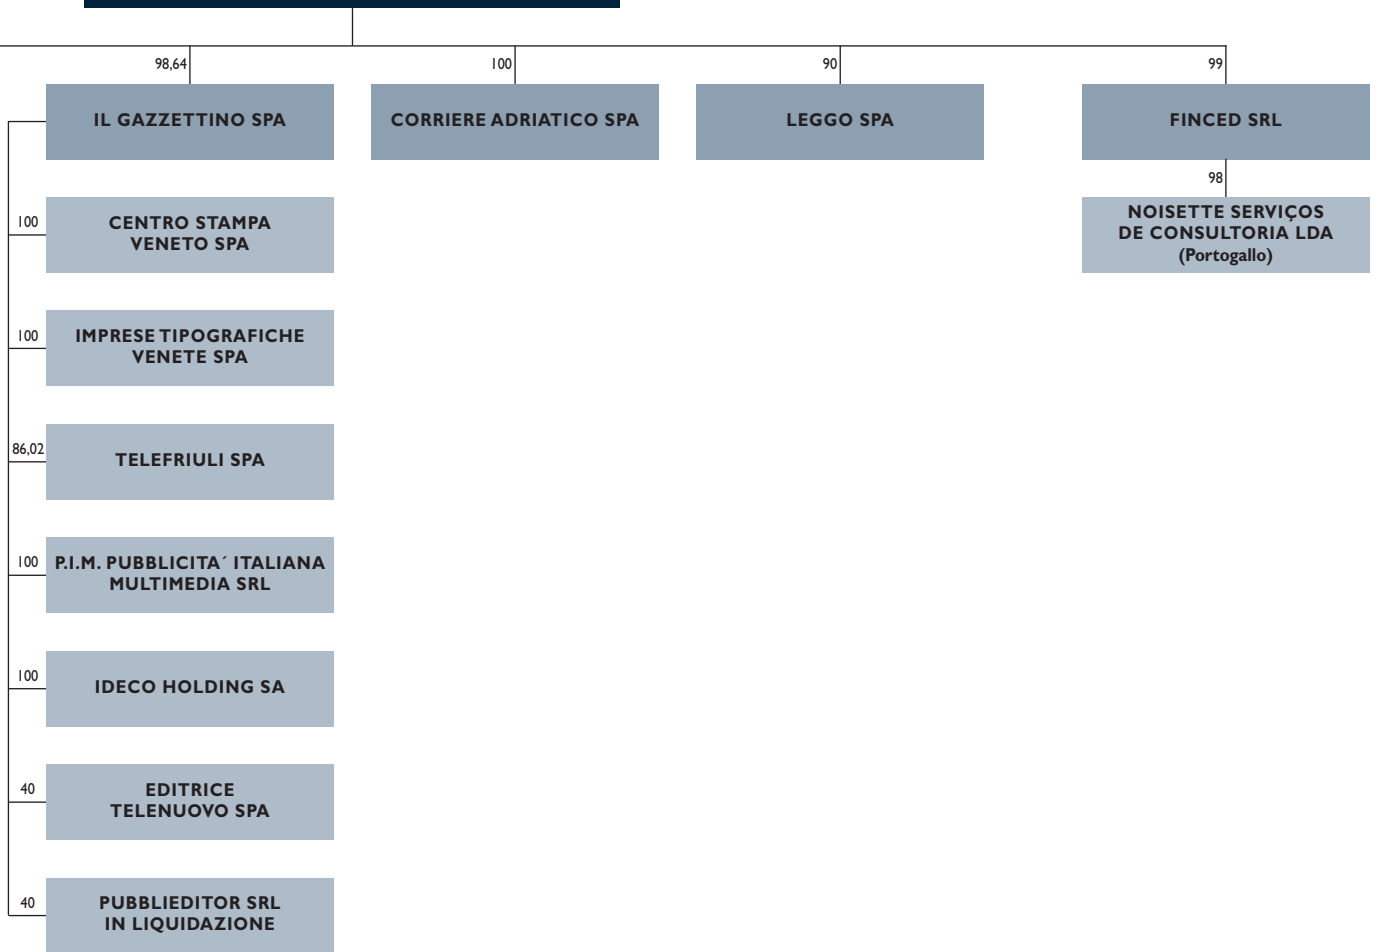 98,64
100
90
99
IL GAZZETTINO SPA
CORRIERE ADRIATICO SPA
LEGGO SPA
FINCED SRL
98
100
CENTRO STAMPA
VENETO SPA
NOISETTE SERVIÇOS
DE CONSULTORIA LDA
(Portogallo)
100
IMPRESE TIPOGRAFICHE
VENETE SPA
86,02
TELEFRIULI SPA
100
P.I.M. PUBBLICITA´ ITALIANA
MULTIMEDIA SRL
100
IDECO HOLDING SA
40
EDITRICE
TELENUOVO SPA
40
PUBBLIEDITOR SRL
IN LIQUIDAZIONE